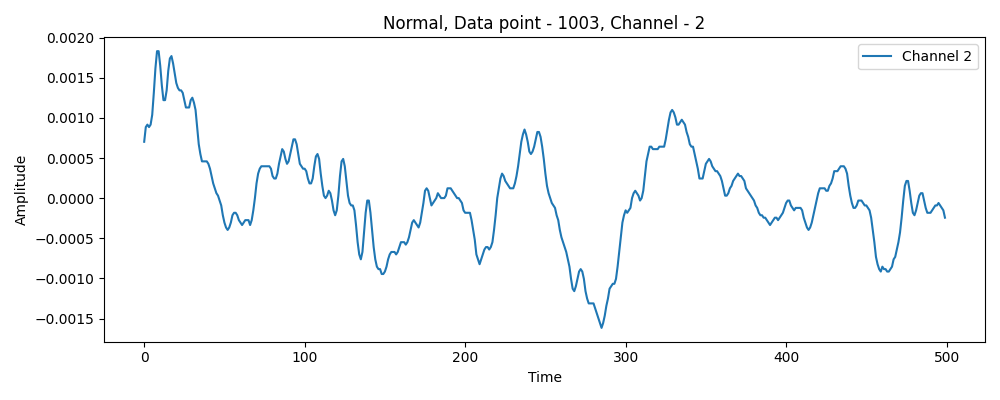 Normal, Data point - 1003, Channel - 2
Channel 2
Amplitude
0.0020
0.0015
0.0010
0.0005
0.0000
−0.0005
−0.0010
−0.0015
0 100 200 300 400 500
Time